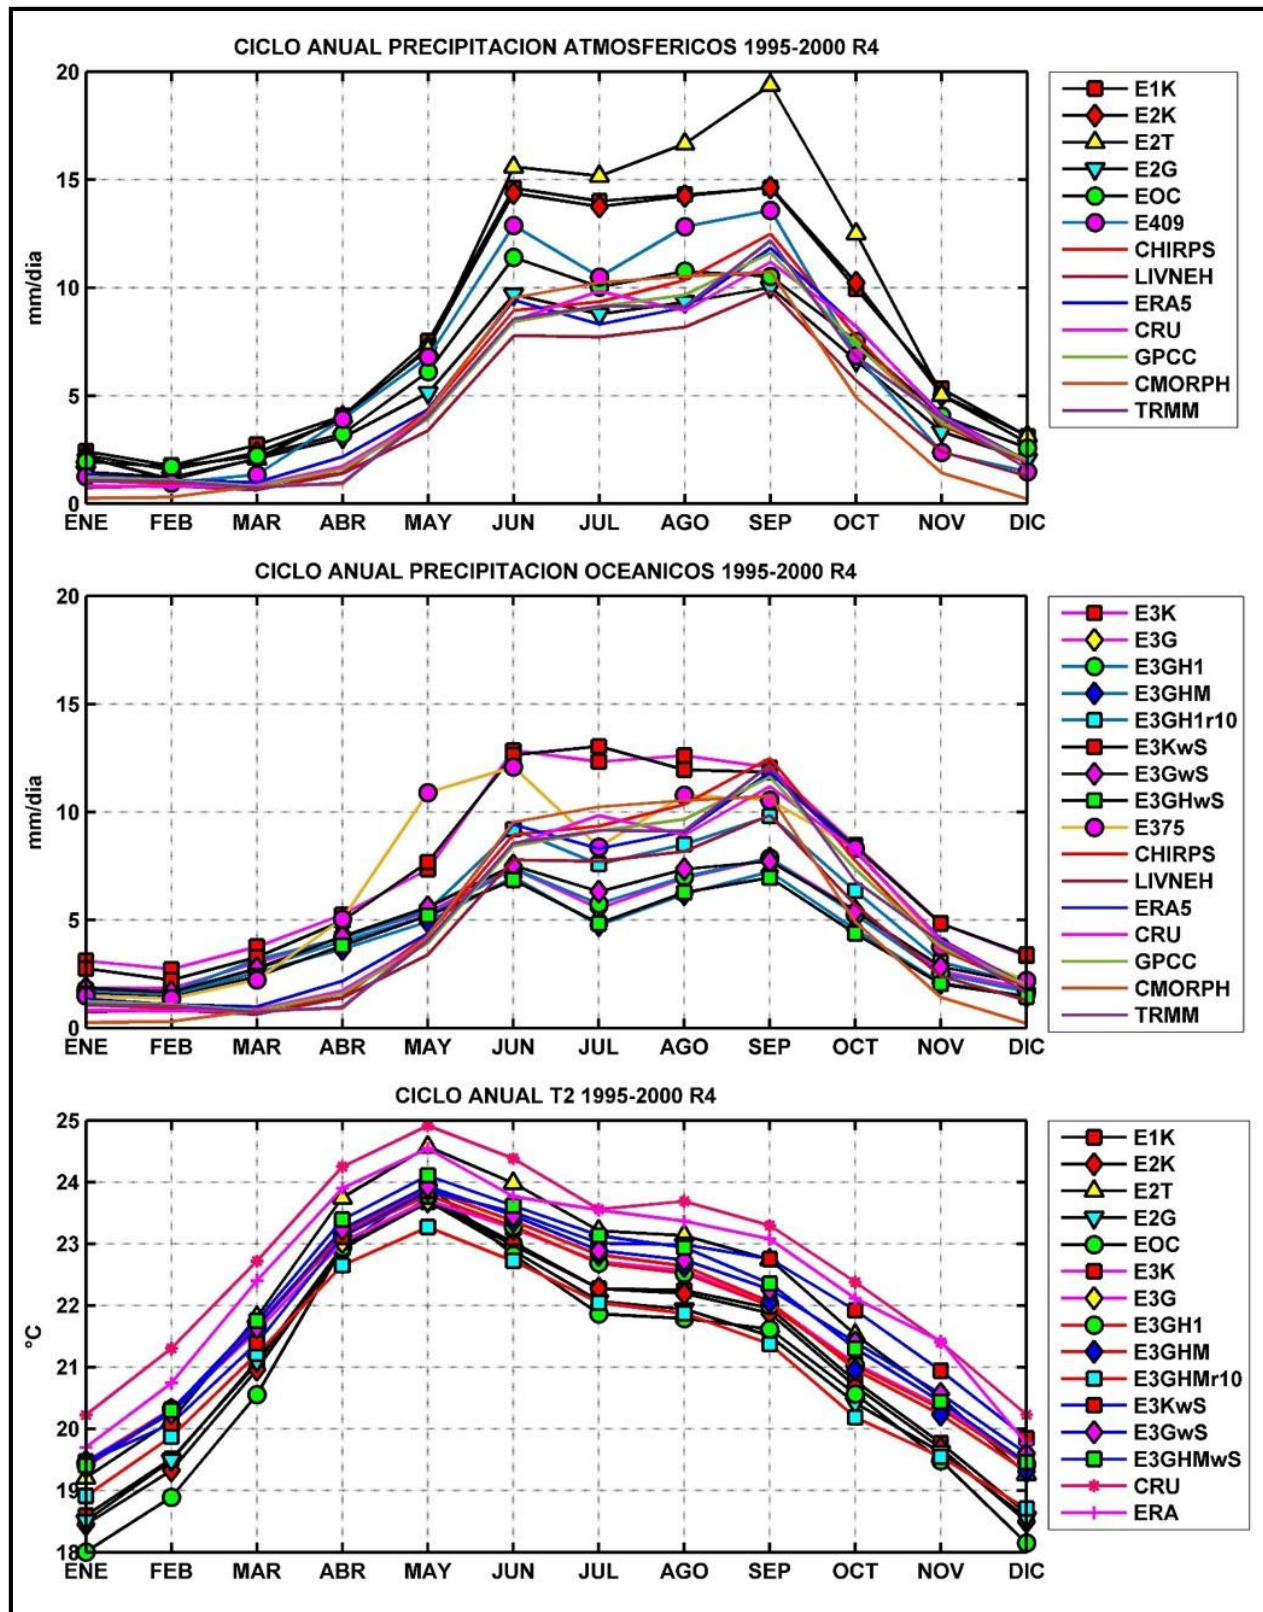 CICLO ANUAL PRECIPITACION ATMOSFERICOS 1995-2000 R4
20
15
10
5
0
mm/dia
ENE FEB MAR ABR MAY JUN JUL AGO SEP OCT NOV DIC
E1K
E2K
E2T
E2G
EOC
E409
CHIRPS
LIVNEH
ERA5
CRU
GPCC
CMORPH
TRMM
CICLO ANUAL PRECIPITACION OCEANICOS 1995-2000 R4
20
15
10
5
0
mm/dia
ENE FEB MAR ABR MAY JUN JUL AGO SEP OCT NOV DIC
E3K
E3G
E3GH1
E3GHM
E3GH1r10
E3KwS
E3GwS
E3GHwS
E375
CHIRPS
LIVNEH
ERA5
CRU
GPCC
CMORPH
TRMM
CICLO ANUAL T2 1995-2000 R4
25
24
23
22
21
20
19
18
°C
ENE FEB MAR ABR MAY JUN JUL AGO SEP OCT NOV DIC
E1K
E2K
E2T
E2G
EOC
E3K
E3G
E3GH1
E3GHM
E3GHMr10
E3KwS
E3GwS
E3GHMwS
CRU
ERA